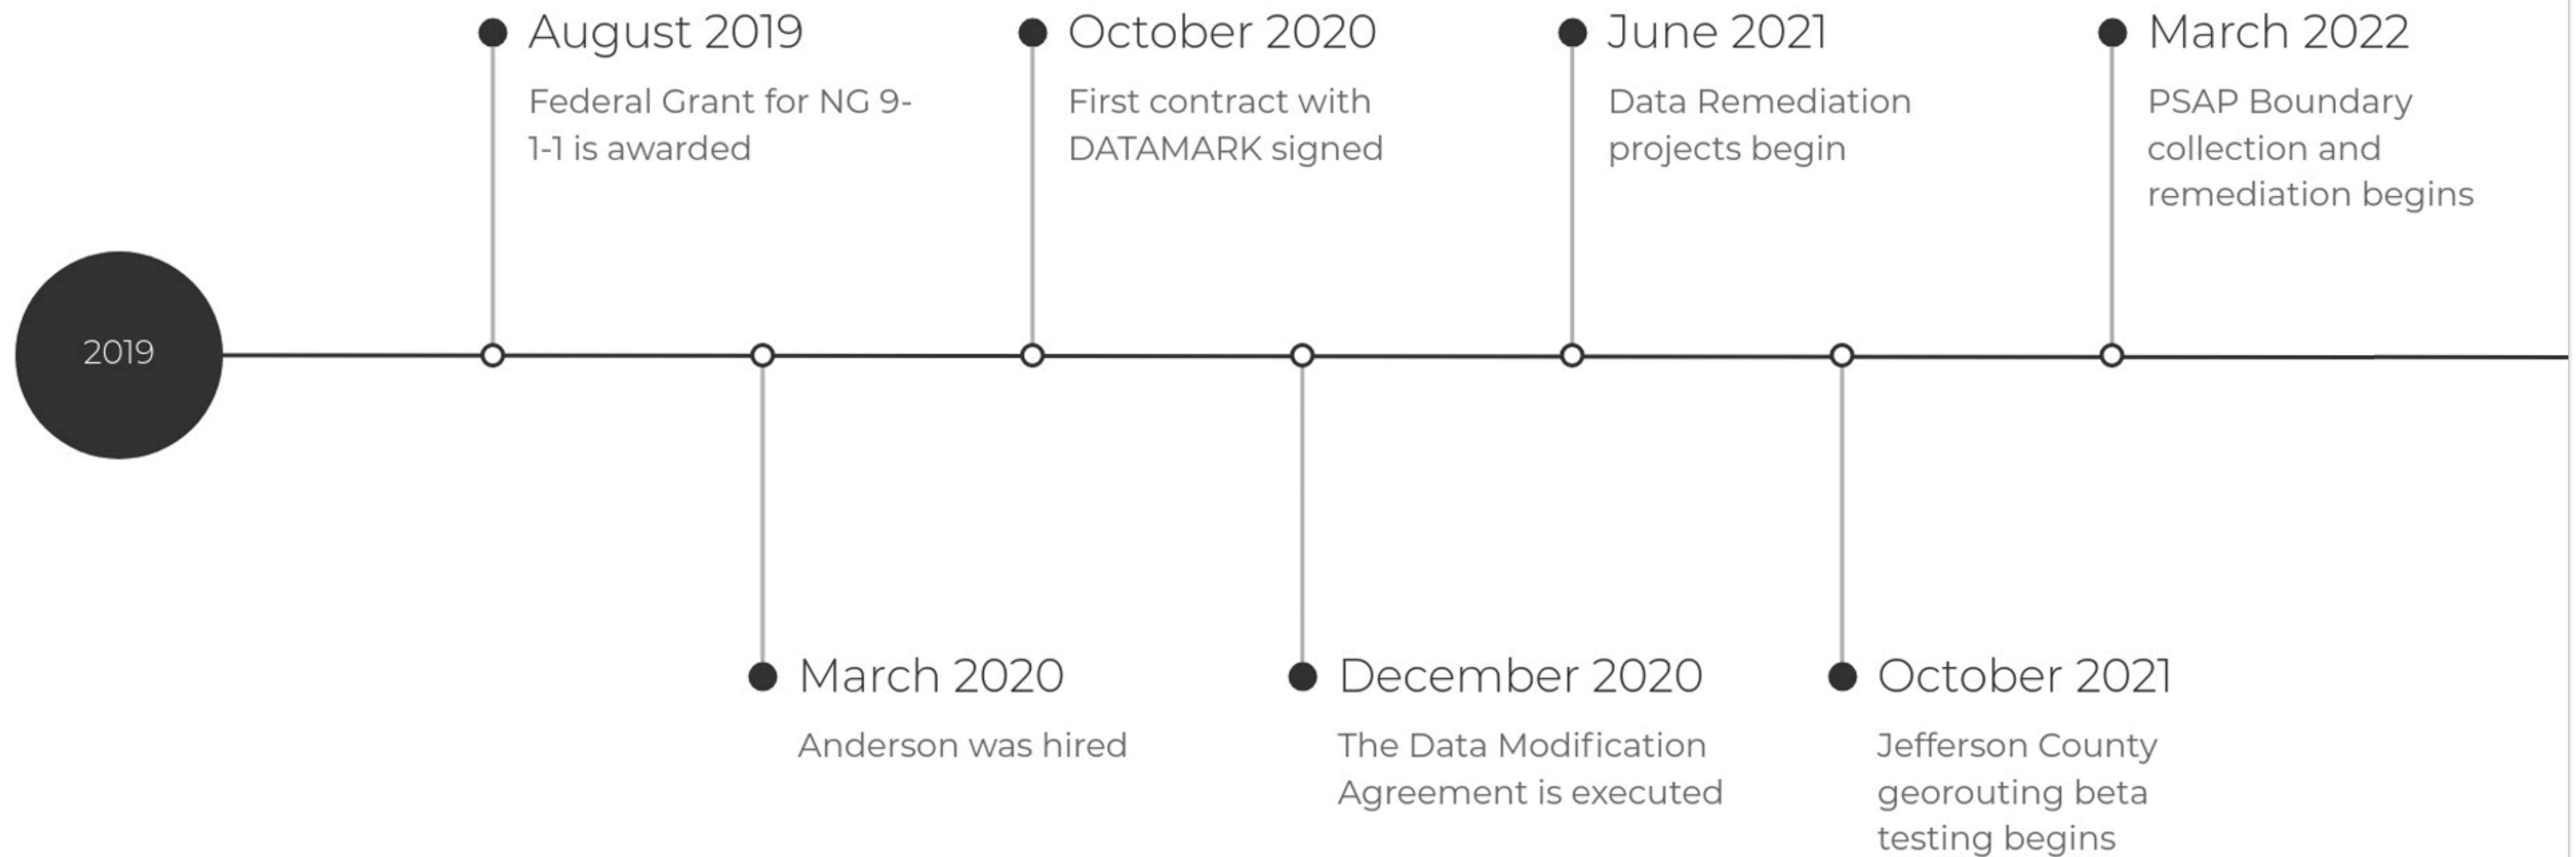 2019
August 2019
Federal Grant for NG 9-
1-1 is awarded
March 2020
Anderson was hired
October 2020
First contract with
DATAMARK signed
December 2020
The Data Modification
Agreement is executed
June 2021
Data Remediation
projects begin
October 2021
Jefferson County
georouting beta
testing begins
March 2022
PSAP Boundary
collection and
remediation begins